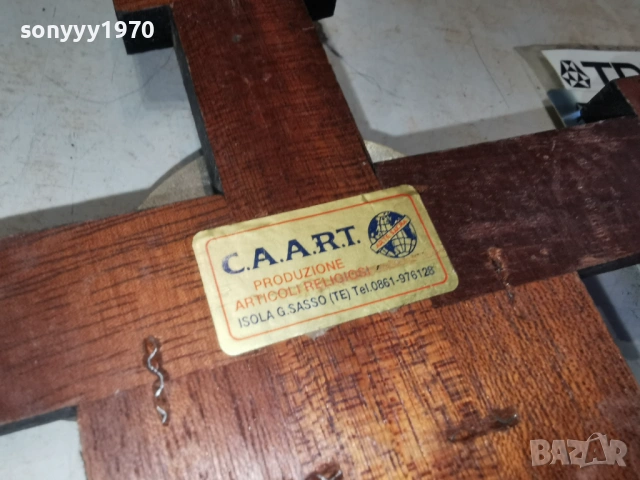 sonyyy1970
C.A.A.R.T.
PRODUZIONE
ARTICOLI RELIGIOSI
ISOLA G.SASSO (TE) Tel.0861-976128
BAZAR